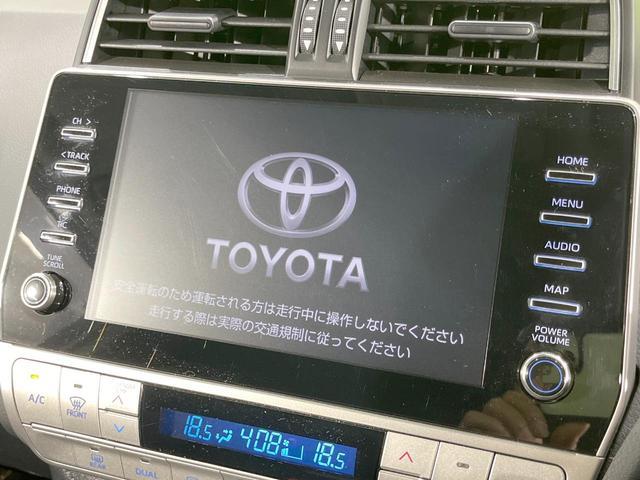 CH >
< TRACK
PHONE
T/C
TUNE
SCROLL
TOYOTA
安全運転のため運転される方は走行中に操作しないでください
走行する際は実際の交通規制に従ってください
HOME
MENU
AUDIO
MAP
POWER
VOLUME
A/C
FRONT
18.5 408 18.5
REAR
DUAL